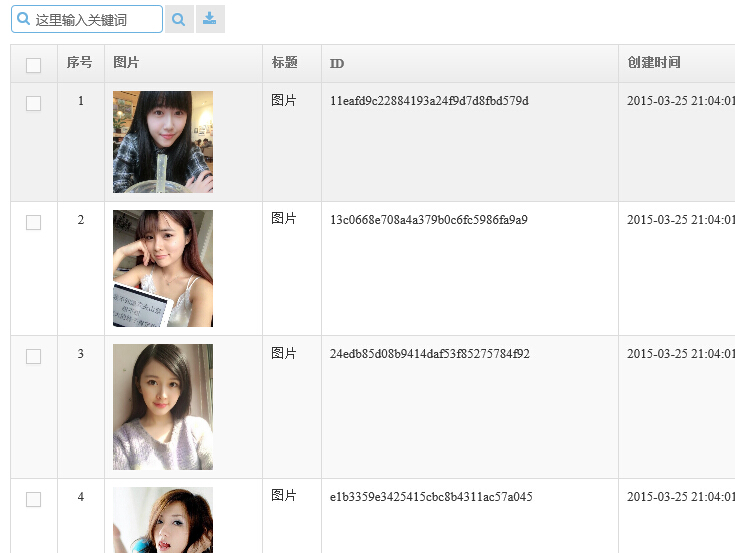 这里输入关键词
序号 图片 标题 ID 创建时间
1 图片 11eafd9c22884193a24f9d7d8fbd579d 2015-03-25 21:04:01
2 图片 13c0668e708a4a379b0c6fc5986fa9a9 2015-03-25 21:04:01
3 图片 24edb85d08b9414daf53f85275784f92 2015-03-25 21:04:01
4 图片 e1b3359e3425415cbc8b4311ac57a045 2015-03-25 21:04:01